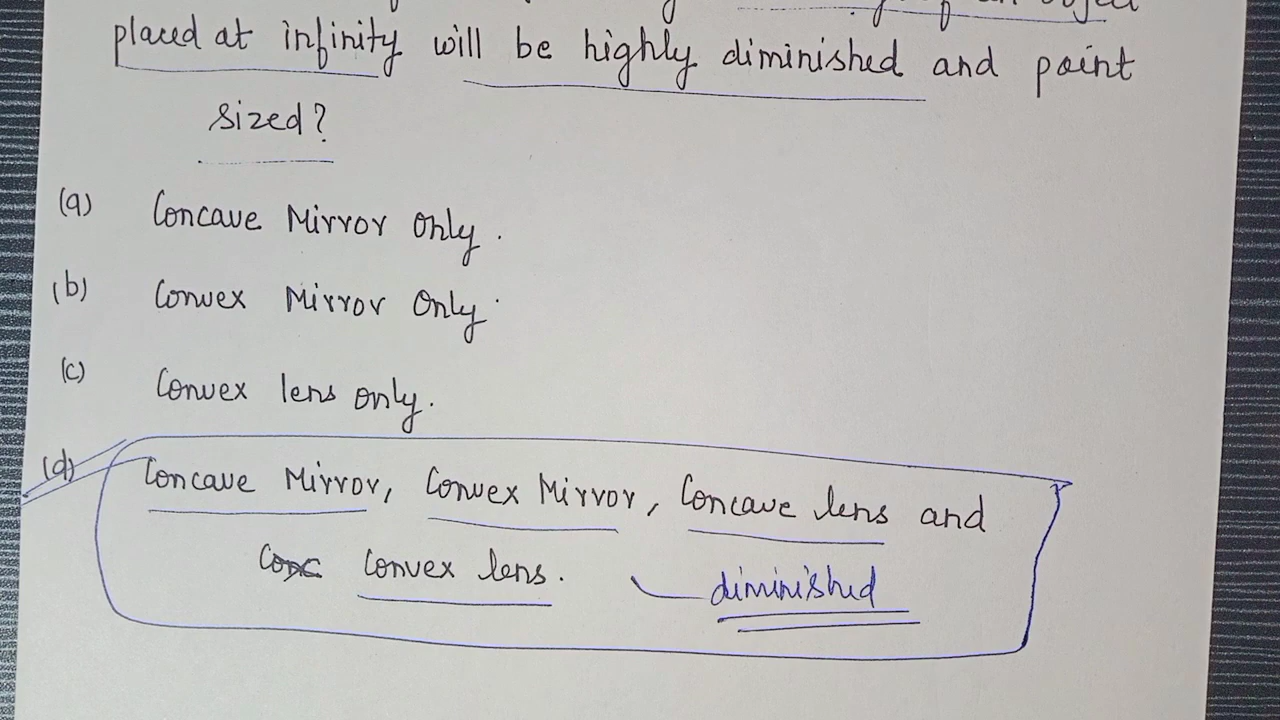 placed at infinity will be highly diminished and point
sized?
(a) Concave Mirror Only.
(b) Convex Mirror Only.
(c) Convex lens only.
(d) Concave Mirror, Convex Mirror, Concave lens and
Convex lens. diminished